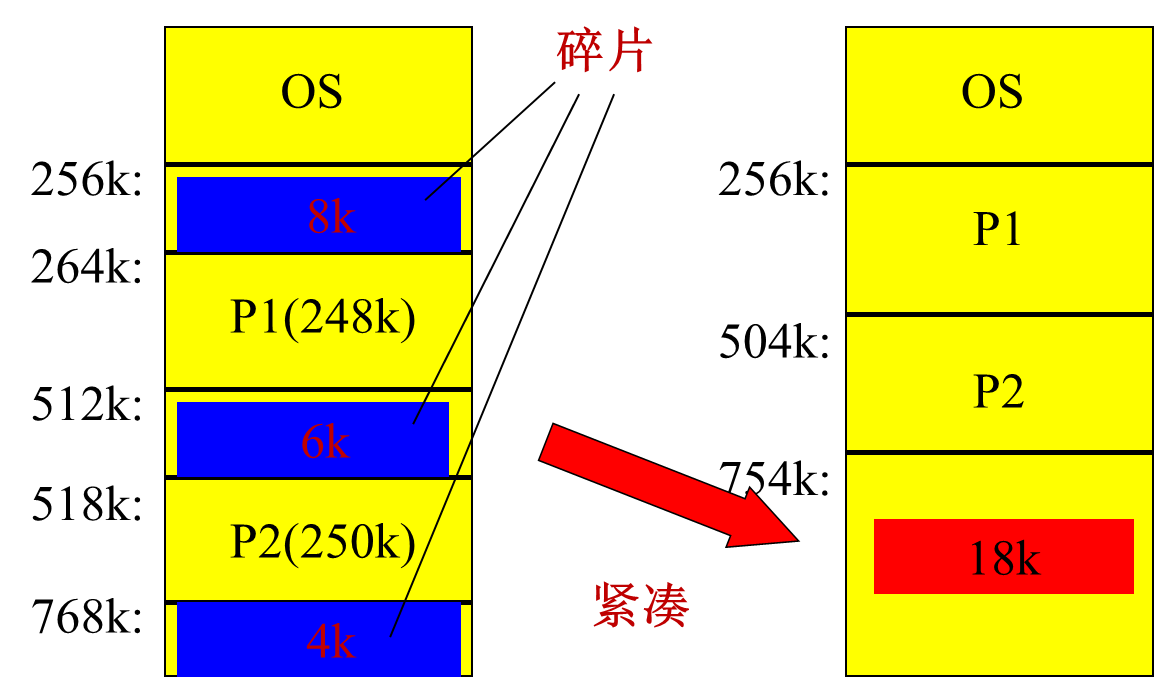 碎片
OS
256k:
8k
264k:
P1(248k)
512k:
6k
518k:
P2(250k)
768k:
4k
紧凑
OS
256k:
P1
504k:
P2
754k:
18k